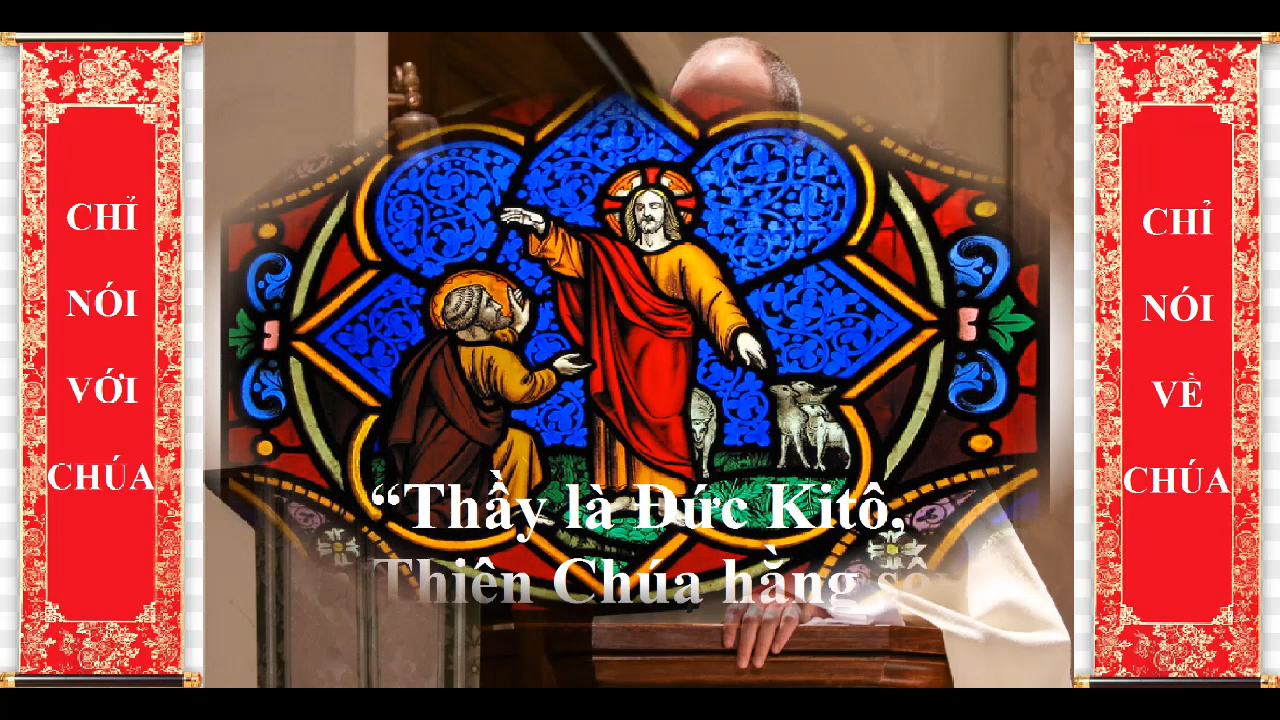 CHỈ
NÓI
VỚI
CHÚA
“Thầy là Đức Kitô,
Thiên Chúa hằng
CHỈ
NÓI
VỀ
CHÚA